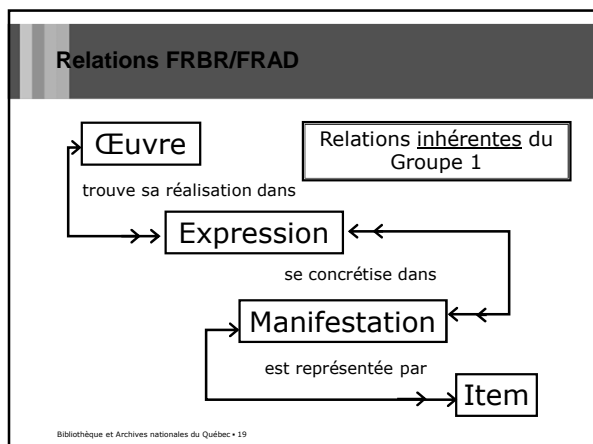 Relations FRBR/FRAD
Œuvre
Relations inhérentes du
Groupe 1
trouve sa réalisation dans
Expression
se concrétise dans
Manifestation
est représentée par
Item
Bibliothèque et Archives nationales du Québec • 19